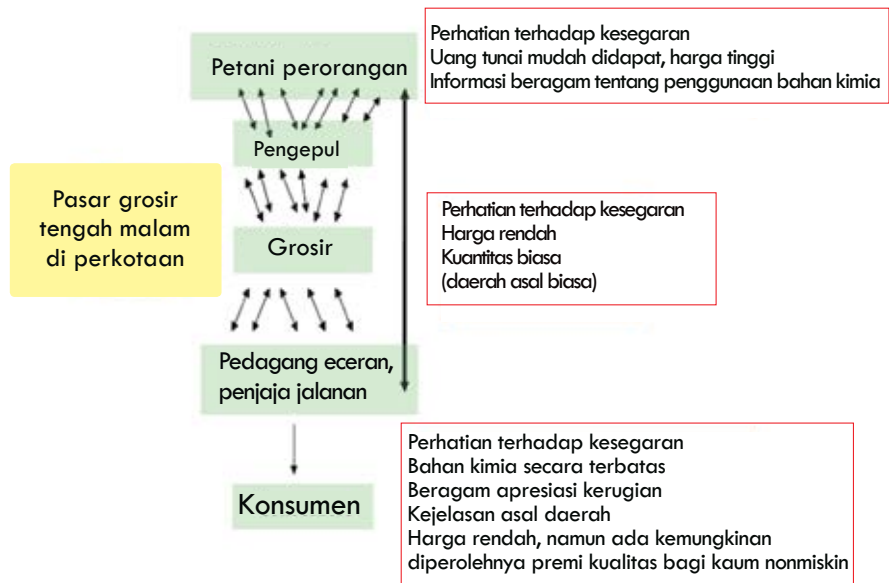 Petani perorangan
Perhatian terhadap kesegaran
Uang tunai mudah didapat, harga tinggi
Informasi beragam tentang penggunaan bahan kimia
Pengepul
Pasar grosir
tengah malam
di perkotaan
Grosir
Perhatian terhadap kesegaran
Harga rendah
Kuantitas biasa
(daerah asal biasa)
Pedagang eceran,
penjaja jalanan
Konsumen
Perhatian terhadap kesegaran
Bahan kimia secara terbatas
Beragam apresiasi kerugian
Kejelasan asal daerah
Harga rendah, namun ada kemungkinan
diperolehnya premi kualitas bagi kaum nonmiskin